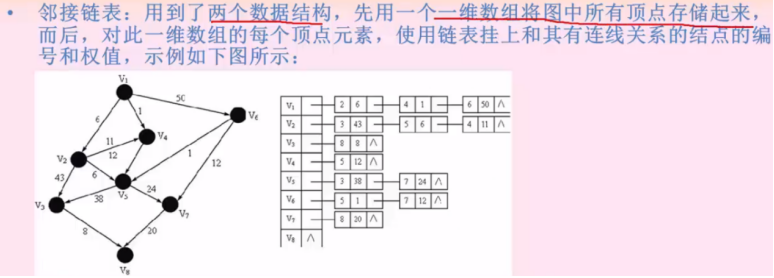 • 邻接链表：用到了两个数据结构，先用一个一维数组将图中所有顶点存储起来，
而后，对此一维数组的每个顶点元素，使用链表挂上和其有连线关系的结点的编
号和权值，示例如下图所示：
V1
50
1
6
V6
V4
11
12
V2
1
12
6
43
V5
24
38
V3
V7
8
20
V8
V1 2 6 4 1 6 50 ∧
V2 3 43 5 6 4 11 ∧
V3 8 8 ∧
V4 5 12 ∧
V5 3 38 7 24 ∧
V6 5 1 7 12 ∧
V7 8 20 ∧
V8 ∧